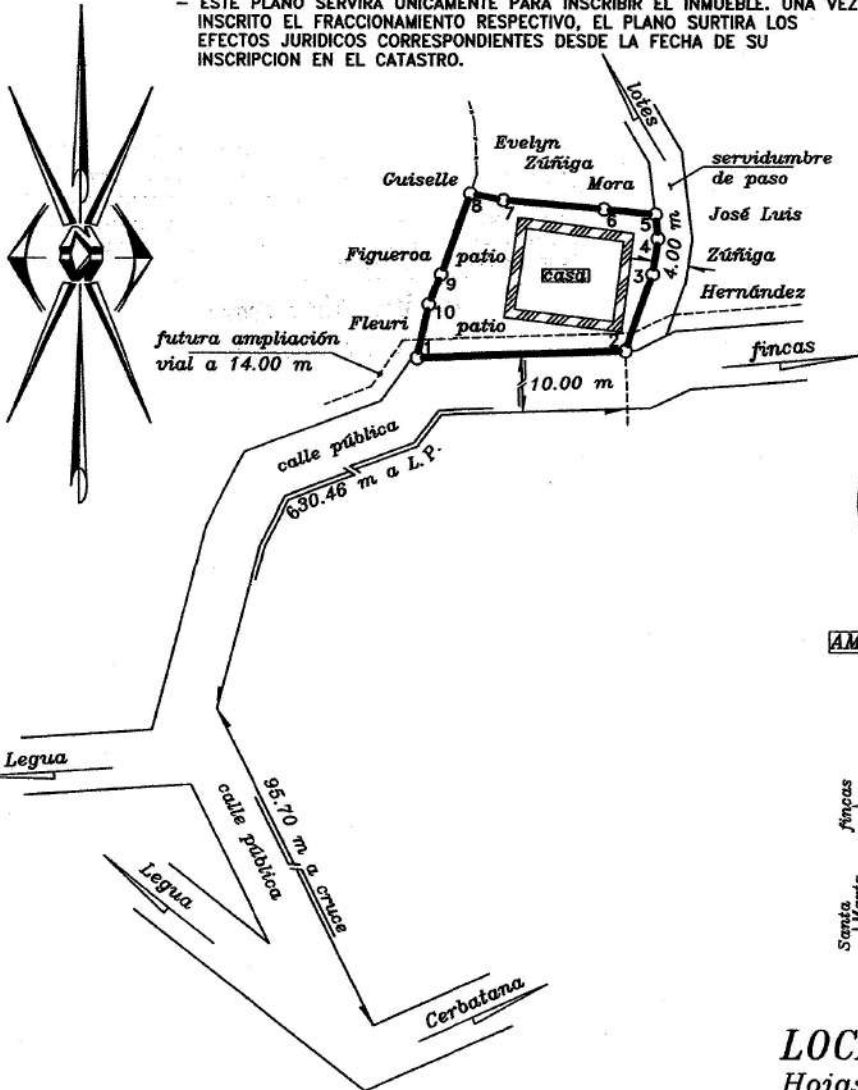 - ESTE PLANO SERVIRA UNICAMENTE PARA INSCRIBIR EL INMUEBLE. UNA VEZ
INSCRITO EL FRACCIONAMIENTO RESPECTIVO, EL PLANO SURTIRA LOS
EFECTOS JURIDICOS CORRESPONDIENTES DESDE LA FECHA DE SU
INSCRIPCION EN EL CATASTRO.
lotes
Evelyn
Zúñiga
Mora
Guiselle
servidumbre
de paso
8
7
6
5
José Luis
4
4.00 m
Zúñiga
Figueroa
patio
casa
3
9
Hernández
10
Fleuri
patio
2
1
futura ampliación
vial a 14.00 m
fincas
10.00 m
calle pública
630.46 m a L.P.
AM
Legua
95.70 m a cruce
calle pública
fincas
Legua
Santa
María
Cerbatana
LOC
Hojas